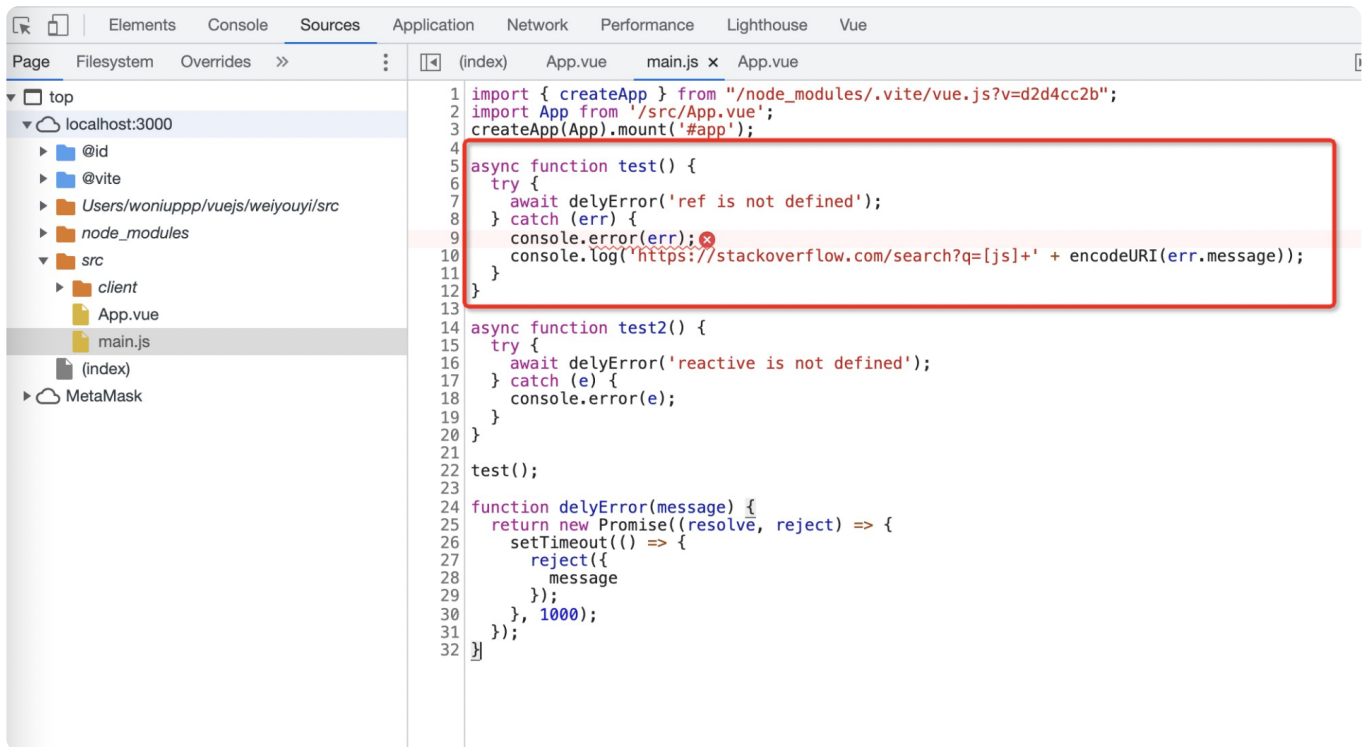 Elements Console Sources Application Network Performance Lighthouse Vue
Page Filesystem Overrides »
(index) App.vue main.js × App.vue
top
localhost:3000
@id
@vite
Users/woniuppp/vuejs/weiyouyi/src
node_modules
src
client
App.vue
main.js
(index)
MetaMask
1 import { createApp } from "/node_modules/.vite/vue.js?v=d2d4cc2b";
2 import App from '/src/App.vue';
3 createApp(App).mount('#app');
4
5 async function test() {
6   try {
7     await delyError('ref is not defined');
8   } catch (err) {
9     console.error(err);
10     console.log('https://stackoverflow.com/search?q=[js]+' + encodeURI(err.message));
11   }
12 }
13
14 async function test2() {
15   try {
16     await delyError('reactive is not defined');
17   } catch (e) {
18     console.error(e);
19   }
20 }
21
22 test();
23
24 function delyError(message) {
25   return new Promise((resolve, reject) => {
26     setTimeout(() => {
27       reject({
28         message
29       });
30     }, 1000);
31   });
32 }